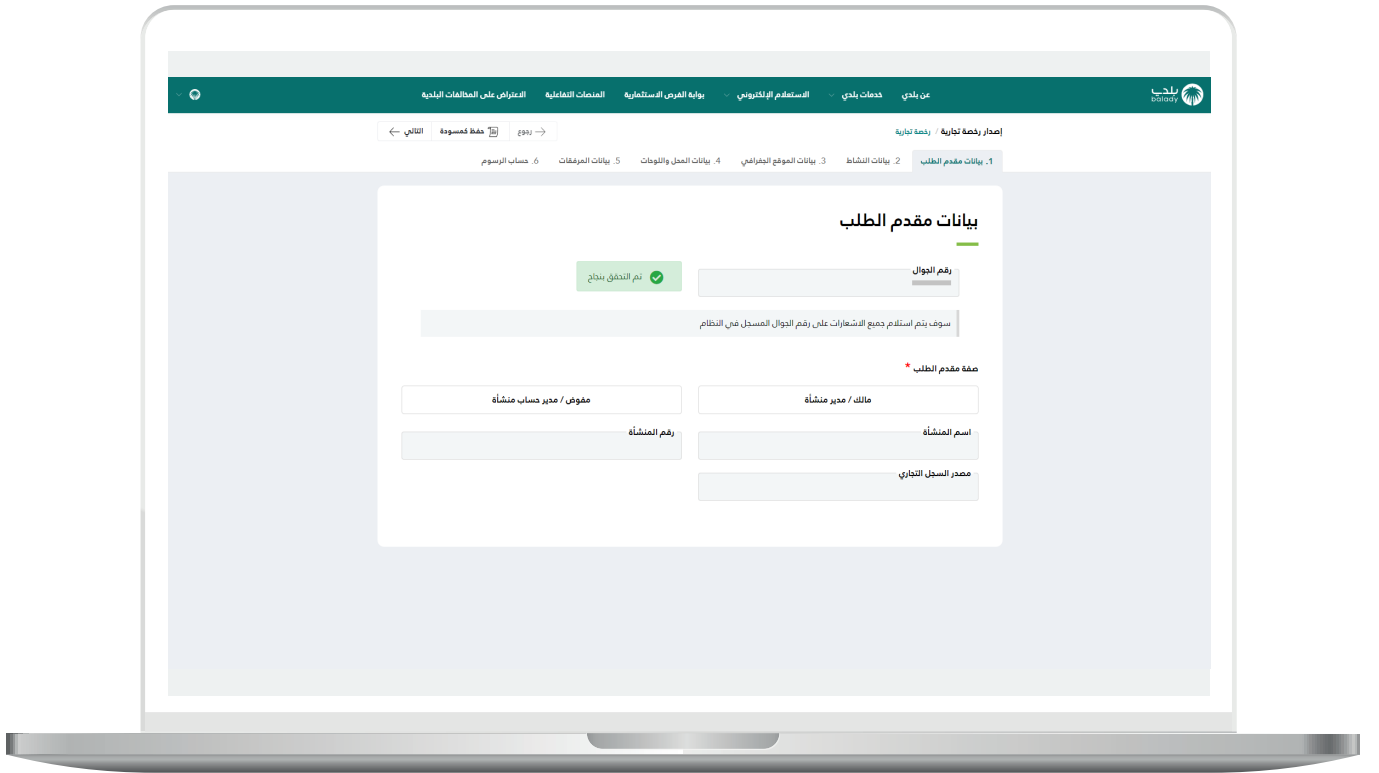 بلدي
balady
عن بلدي
خدمات بلدي
الاستعلام الإلكتروني
بوابة الفرص الاستثمارية
المنصات التفاعلية
الاعتراض على المخالفات البلدية
إصدار رخصة تجارية / رخصة تجارية
رجوع
حفظ كمسودة
التالي
1. بيانات مقدم الطلب
2. بيانات النشاط
3. بيانات الموقع الجغرافي
4. بيانات المحل واللوحات
5. بيانات المرفقات
6. حساب الرسوم
بيانات مقدم الطلب
رقم الجوال
تم التحقق بنجاح
سوف يتم استلام جميع الاشعارات على رقم الجوال المسجل في النظام
صفة مقدم الطلب *
مالك / مدير منشأة
مفوض / مدير حساب منشأة
اسم المنشأة
رقم المنشأة
مصدر السجل التجاري